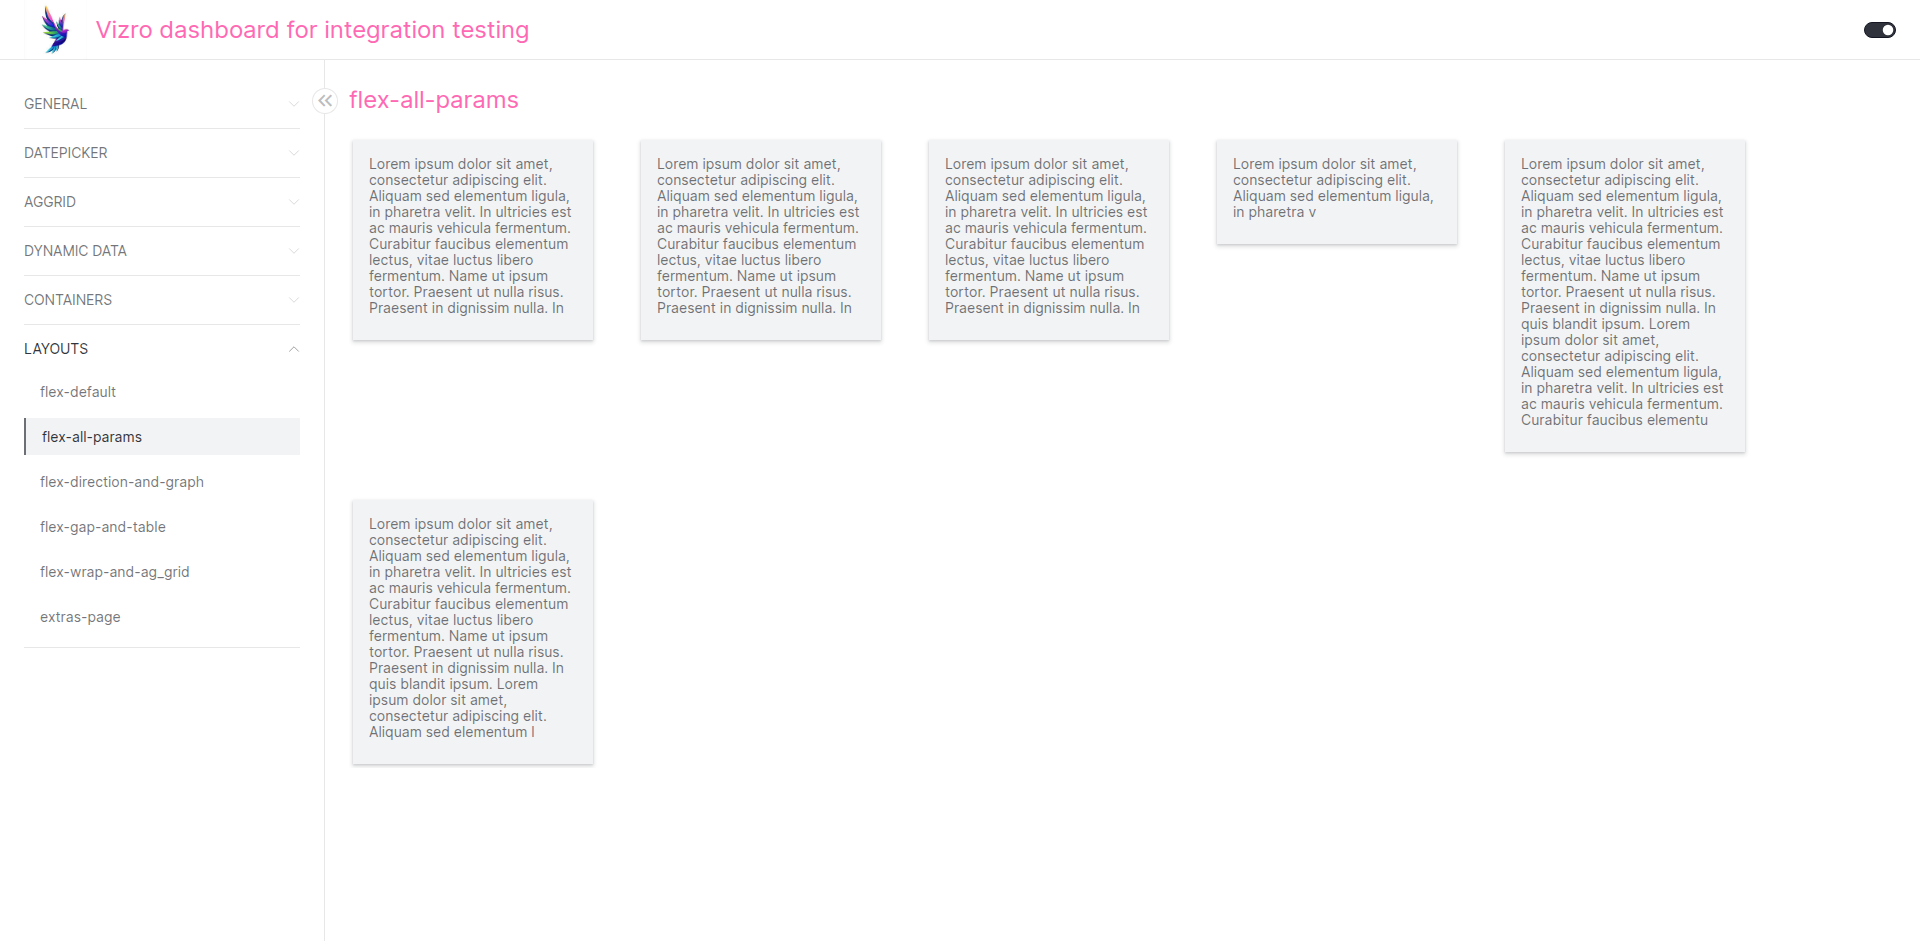 Vizro dashboard for integration testing
GENERAL
DATEPICKER
AGGRID
DYNAMIC DATA
CONTAINERS
LAYOUTS
flex-default
flex-all-params
flex-direction-and-graph
flex-gap-and-table
flex-wrap-and-ag_grid
extras-page
flex-all-params
Lorem ipsum dolor sit amet,
consectetur adipiscing elit.
Aliquam sed elementum ligula,
in pharetra velit. In ultricies est
ac mauris vehicula fermentum.
Curabitur faucibus elementum
lectus, vitae luctus libero
fermentum. Name ut ipsum
tortor. Praesent ut nulla risus.
Praesent in dignissim nulla. In
Lorem ipsum dolor sit amet,
consectetur adipiscing elit.
Aliquam sed elementum ligula,
in pharetra velit. In ultricies est
ac mauris vehicula fermentum.
Curabitur faucibus elementum
lectus, vitae luctus libero
fermentum. Name ut ipsum
tortor. Praesent ut nulla risus.
Praesent in dignissim nulla. In
Lorem ipsum dolor sit amet,
consectetur adipiscing elit.
Aliquam sed elementum ligula,
in pharetra velit. In ultricies est
ac mauris vehicula fermentum.
Curabitur faucibus elementum
lectus, vitae luctus libero
fermentum. Name ut ipsum
tortor. Praesent ut nulla risus.
Praesent in dignissim nulla. In
Lorem ipsum dolor sit amet,
consectetur adipiscing elit.
Aliquam sed elementum ligula,
in pharetra v
Lorem ipsum dolor sit amet,
consectetur adipiscing elit.
Aliquam sed elementum ligula,
in pharetra velit. In ultricies est
ac mauris vehicula fermentum.
Curabitur faucibus elementum
lectus, vitae luctus libero
fermentum. Name ut ipsum
tortor. Praesent ut nulla risus.
Praesent in dignissim nulla. In
quis blandit ipsum. Lorem
ipsum dolor sit amet,
consectetur adipiscing elit.
Aliquam sed elementum ligula,
in pharetra velit. In ultricies est
ac mauris vehicula fermentum.
Curabitur faucibus elementu
Lorem ipsum dolor sit amet,
consectetur adipiscing elit.
Aliquam sed elementum ligula,
in pharetra velit. In ultricies est
ac mauris vehicula fermentum.
Curabitur faucibus elementum
lectus, vitae luctus libero
fermentum. Name ut ipsum
tortor. Praesent ut nulla risus.
Praesent in dignissim nulla. In
quis blandit ipsum. Lorem
ipsum dolor sit amet,
consectetur adipiscing elit.
Aliquam sed elementum l